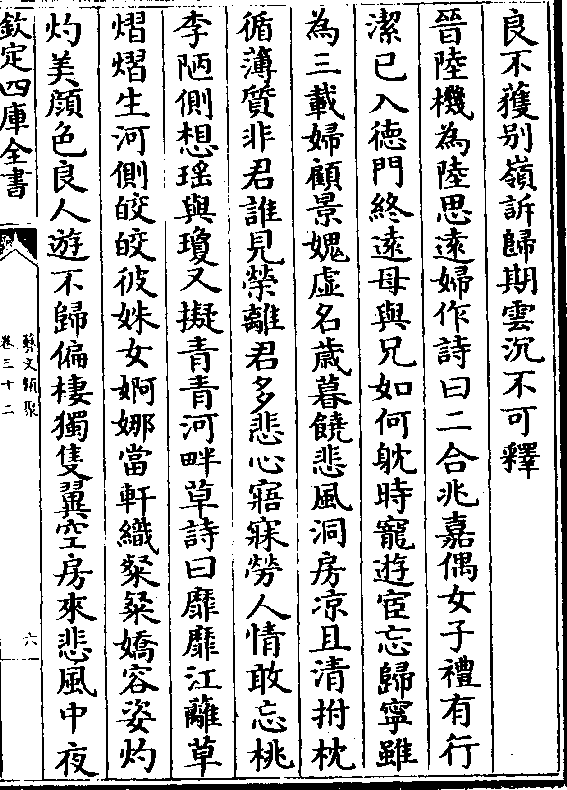 良不獲别嶺訴歸期雲沉不可釋
晉陸機為陸思遠婦作詩曰二合兆嘉偶女子禮有行
潔已入徳門終遠母與兄如何躭時寵遊宦忘歸寧雖
為三載婦顧景媿虛名嵗暮饒悲風洞房凉且清拊枕
循薄質非君誰見榮離君多悲心寤寐勞人情敢忘桃
李陋側想瑶與瓊又擬青青河畔草詩曰靡靡江蘺草
熠熠生河側皎皎彼姝女婀娜當軒織粲粲嬌容姿灼
灼美顔色良人遊不歸偏棲獨隻翼空房來悲風中夜
欽定四庫全書
藝文類聚
卷三十二
六